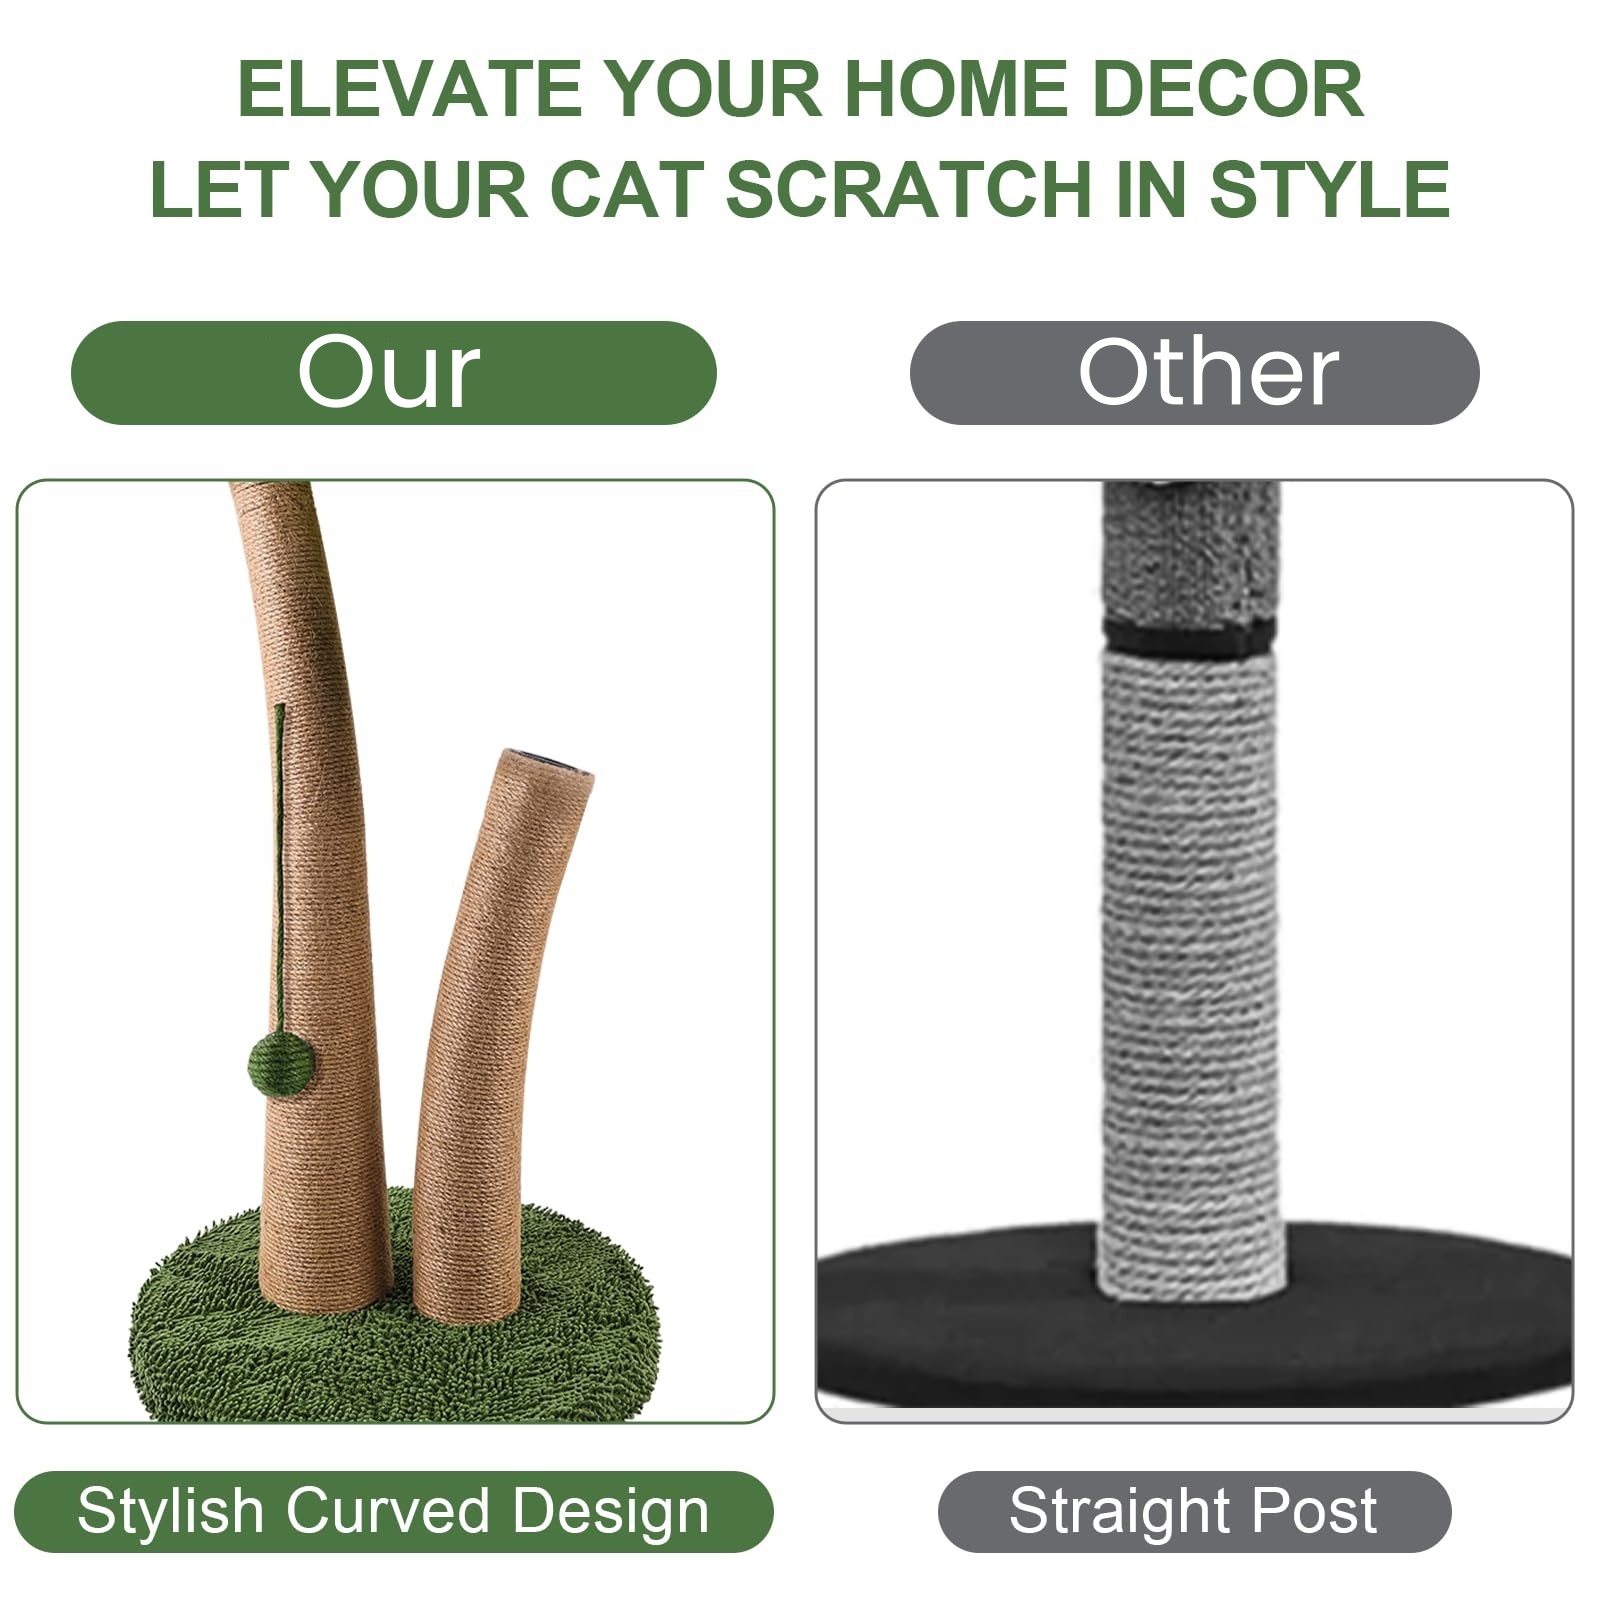 ELEVATE YOUR HOME DECOR
LET YOUR CAT SCRATCH IN STYLE
Our
Other
Stylish Curved Design
Straight Post